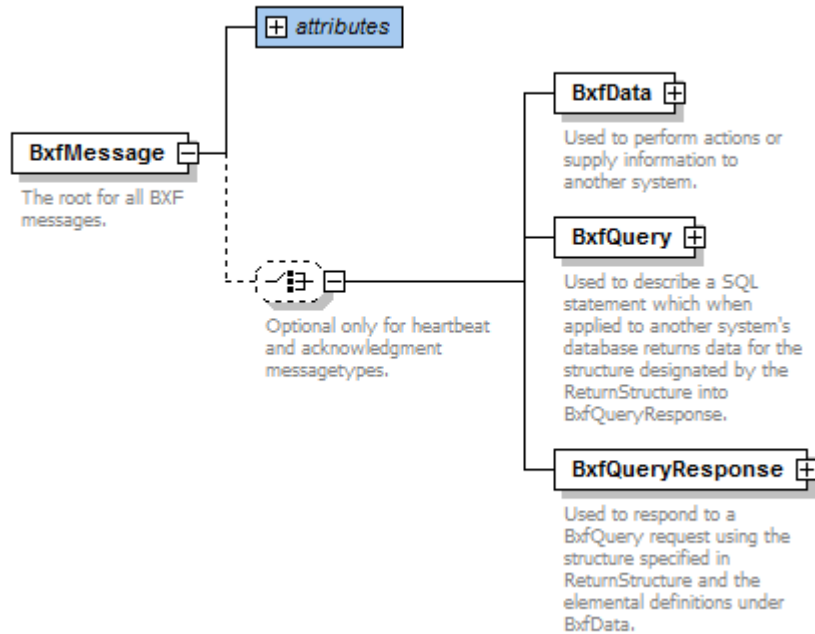 attributes
BxfMessage
The root for all BXF
messages.
Optional only for heartbeat
and acknowledgment
messagetypes.
BxfData
Used to perform actions or
supply information to
another system.
BxfQuery
Used to describe a SQL
statement which when
applied to another system's
database returns data for the
structure designated by the
ReturnStructure into
BxfQueryResponse.
BxfQueryResponse
Used to respond to a
BxfQuery request using the
structure specified in
ReturnStructure and the
elemental definitions under
BxfData.